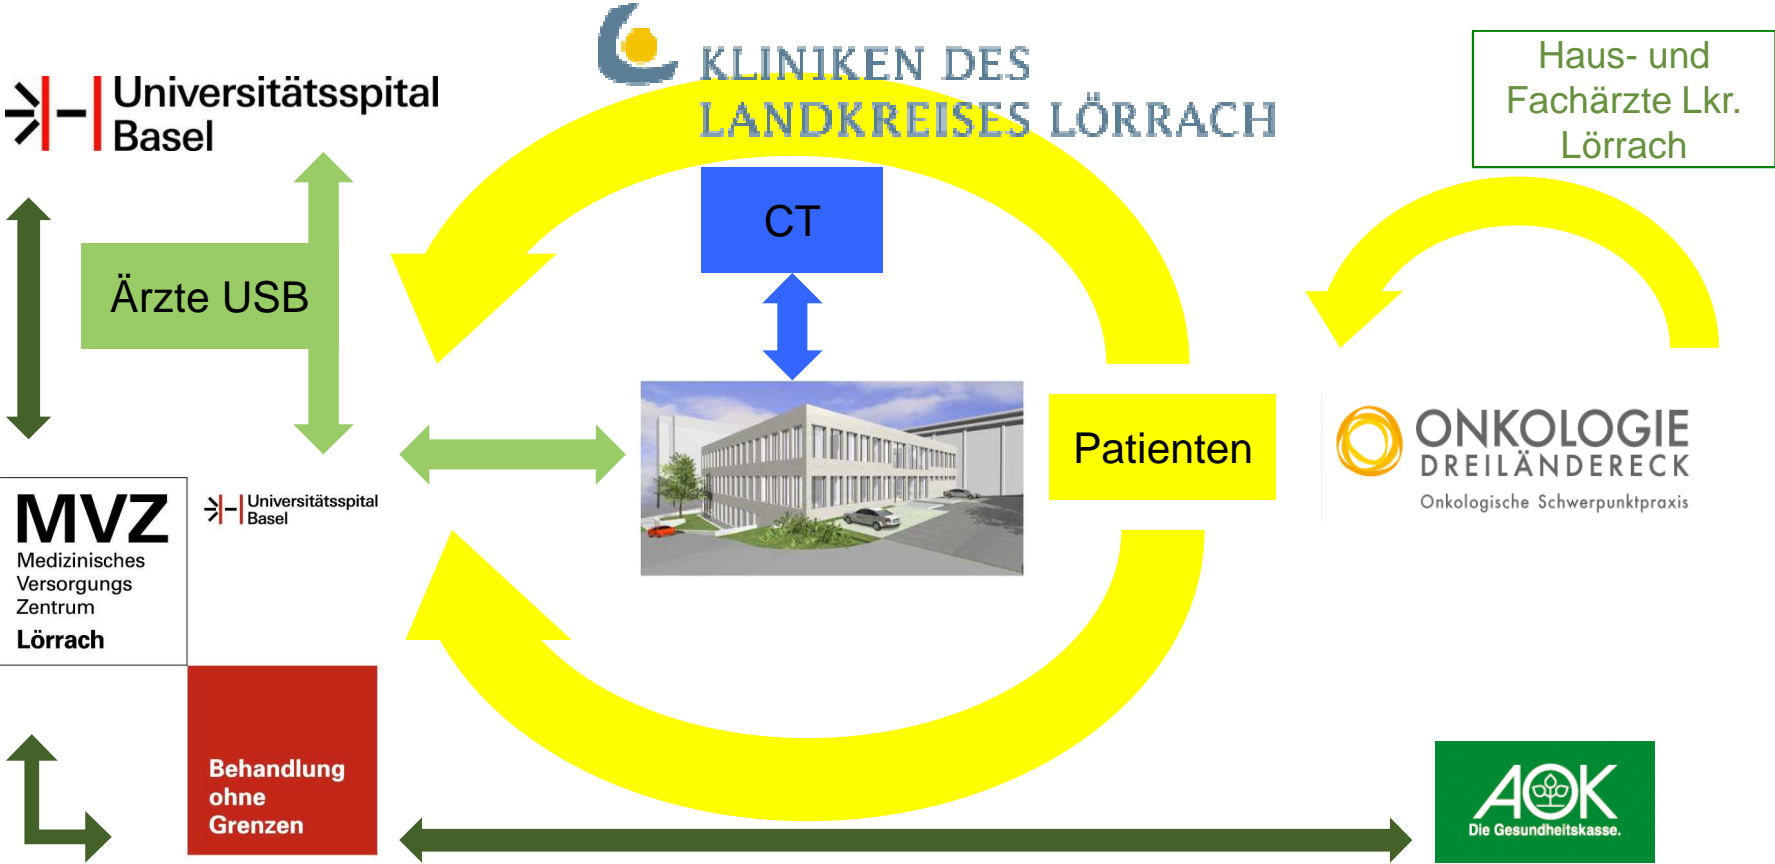 KLINIKEN DES
LANDKREISES LÖRRACH
Universitätsspital
Basel
Haus- und
Fachärzte Lkr.
Lörrach
CT
Ärzte USB
Patienten
ONKOLOGIE
DREILÄNDERECK
Onkologische Schwerpunktpraxis
MVZ
Medizinisches
Versorgungs
Zentrum
Lörrach
Universitätsspital
Basel
Behandlung
ohne
Grenzen
AOK
Die Gesundheitskasse.